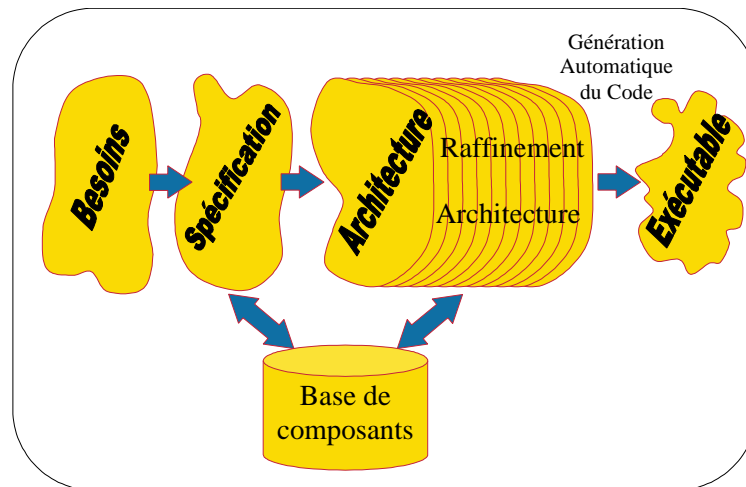 Génération
Automatique
du Code
Besoins
Spécification
Architecture
Raffinement
Architecture
Exécutable
Base de
composants